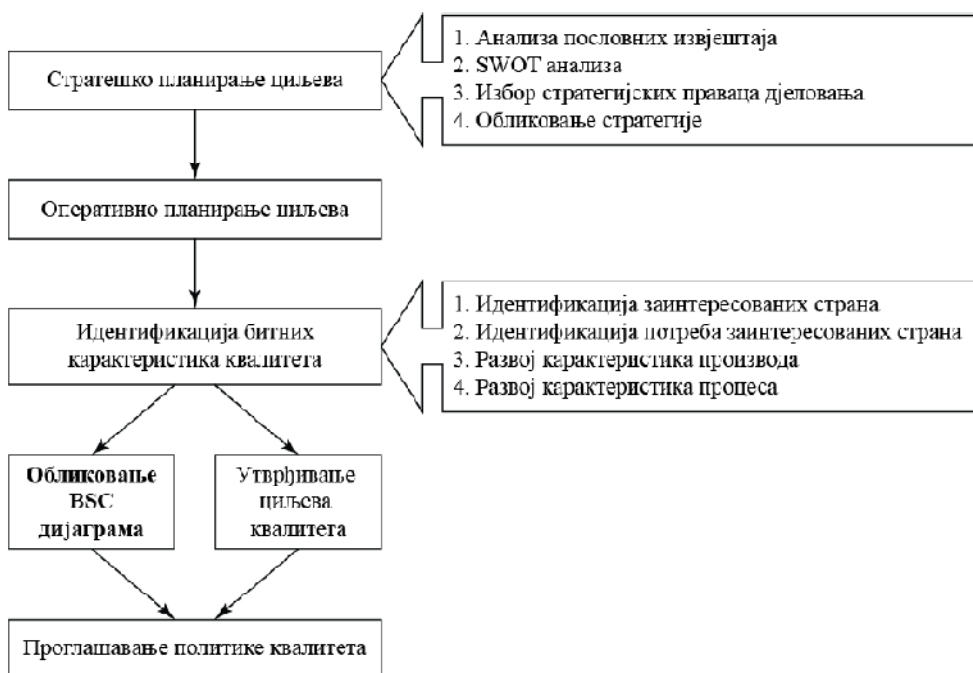 Стратешко планирање циљева
1. Анализа пословних извјештаја
2. SWOT анализа
3. Избор стратегијских праваца дјеловања
4. Обликовање стратегије
Оперативно планирање циљева
Идентификација битних
карактеристика квалитета
1. Идентификација заинтересованих страна
2. Идентификација потреба заинтересованих страна
3. Развој карактеристика производа
4. Развој карактеристика процеса
Обликовање
BSC
дијаграма
Утврђивање
циљева
квалитета
Проглашавање политике квалитета